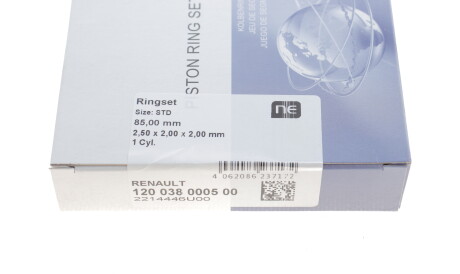 PISTON RING SET
Ringset
Size: STD
85,00 mm
2,50 x 2,00 x 2,00 mm
1 Cyl.
NE
4 062086 237172
RENAULT
120 038 0005 00
2214446U00